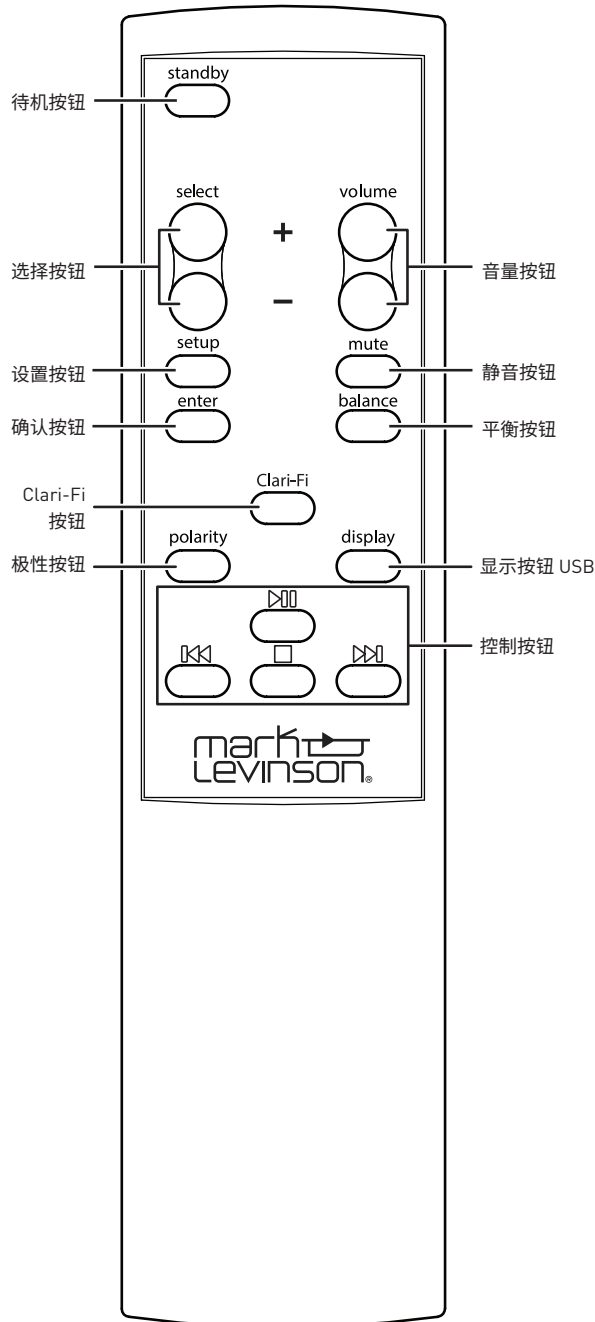 standby
待机按钮
select
volume
+
选择按钮
音量按钮
−
setup
mute
设置按钮
静音按钮
enter
balance
确认按钮
平衡按钮
Clari-Fi
Clari-Fi
按钮
polarity
display
极性按钮
显示按钮 USB
控制按钮
mark
Levinson®